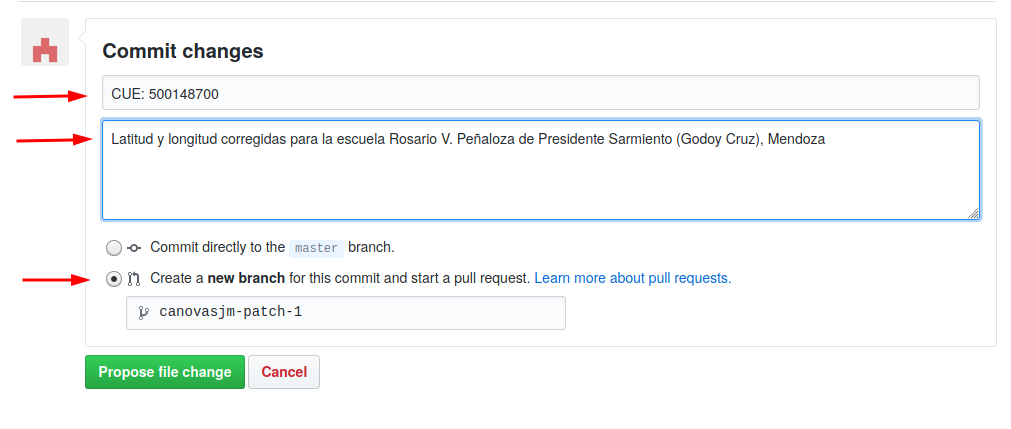 Commit changes
CUE: 500148700
Latitud y longitud corregidas para la escuela Rosario V. Peñaloza de Presidente Sarmiento (Godoy Cruz), Mendoza
Commit directly to the master branch.
Create a new branch for this commit and start a pull request. Learn more about pull requests.
canovasjm-patch-1
Propose file change Cancel